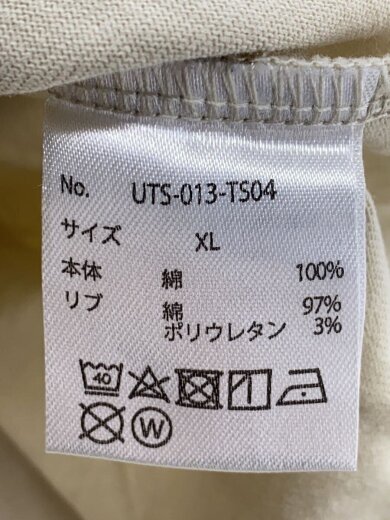 No. UTS-013-TS04
サイズ XL
本体 綿 100%
リブ 綿 97%
ポリウレタン 3%
40
W